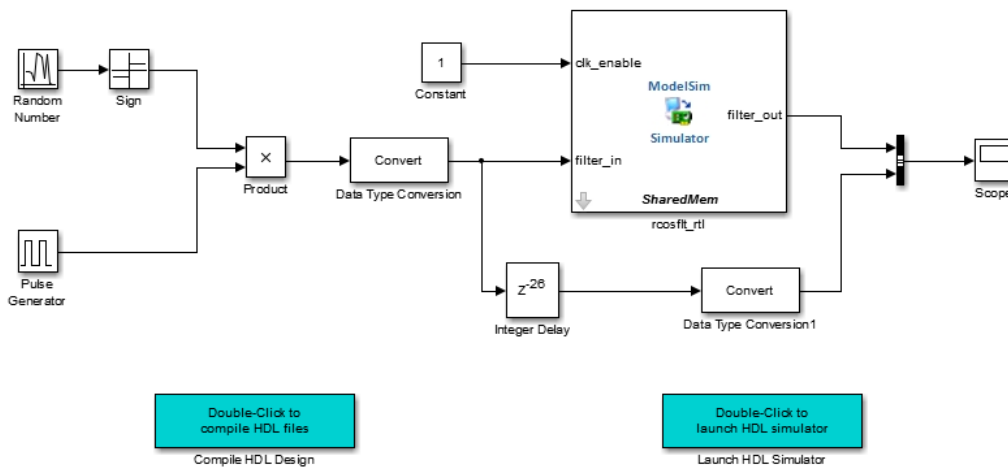 Random
Number
Sign
Pulse
Generator
×
Product
Convert
Data Type Conversion
1
Constant
clk_enable
filter_in
ModelSim
Simulator
filter_out
SharedMem
rcosflt_rtl
Z-26
Integer Delay
Convert
Data Type Conversion1
Scope
Double-Click to
compile HDL files
Compile HDL Design
Double-Click to
launch HDL simulator
Launch HDL Simulator